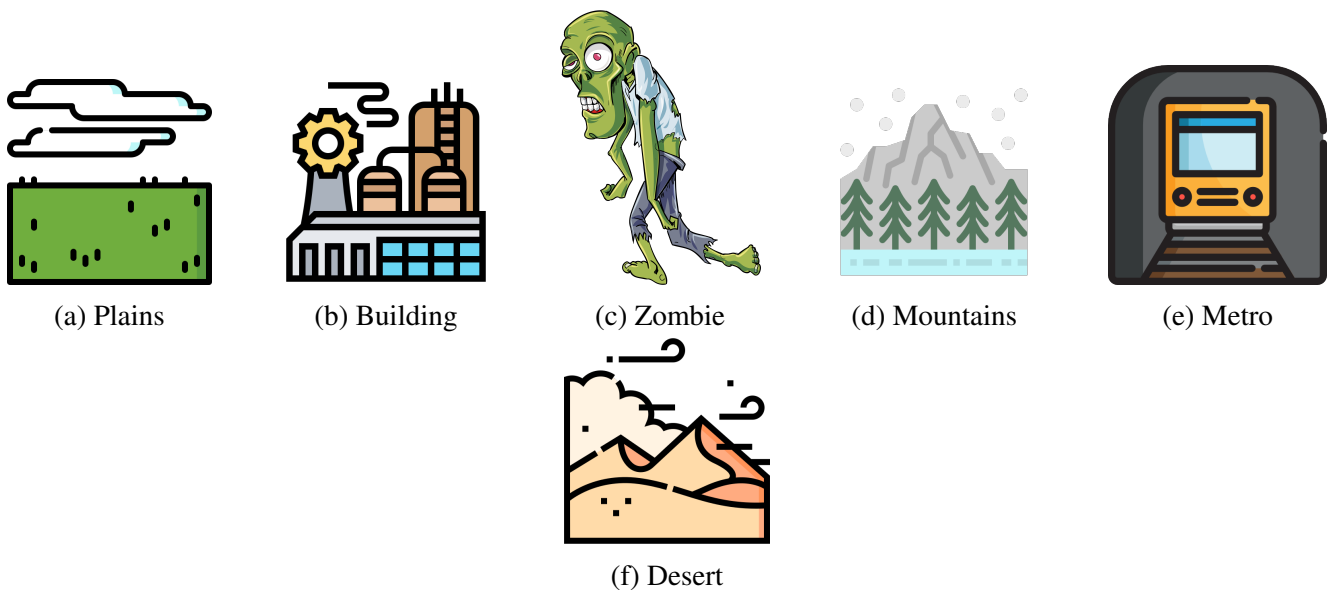 (a) Plains
(b) Building
(c) Zombie
(d) Mountains
(e) Metro
(f) Desert